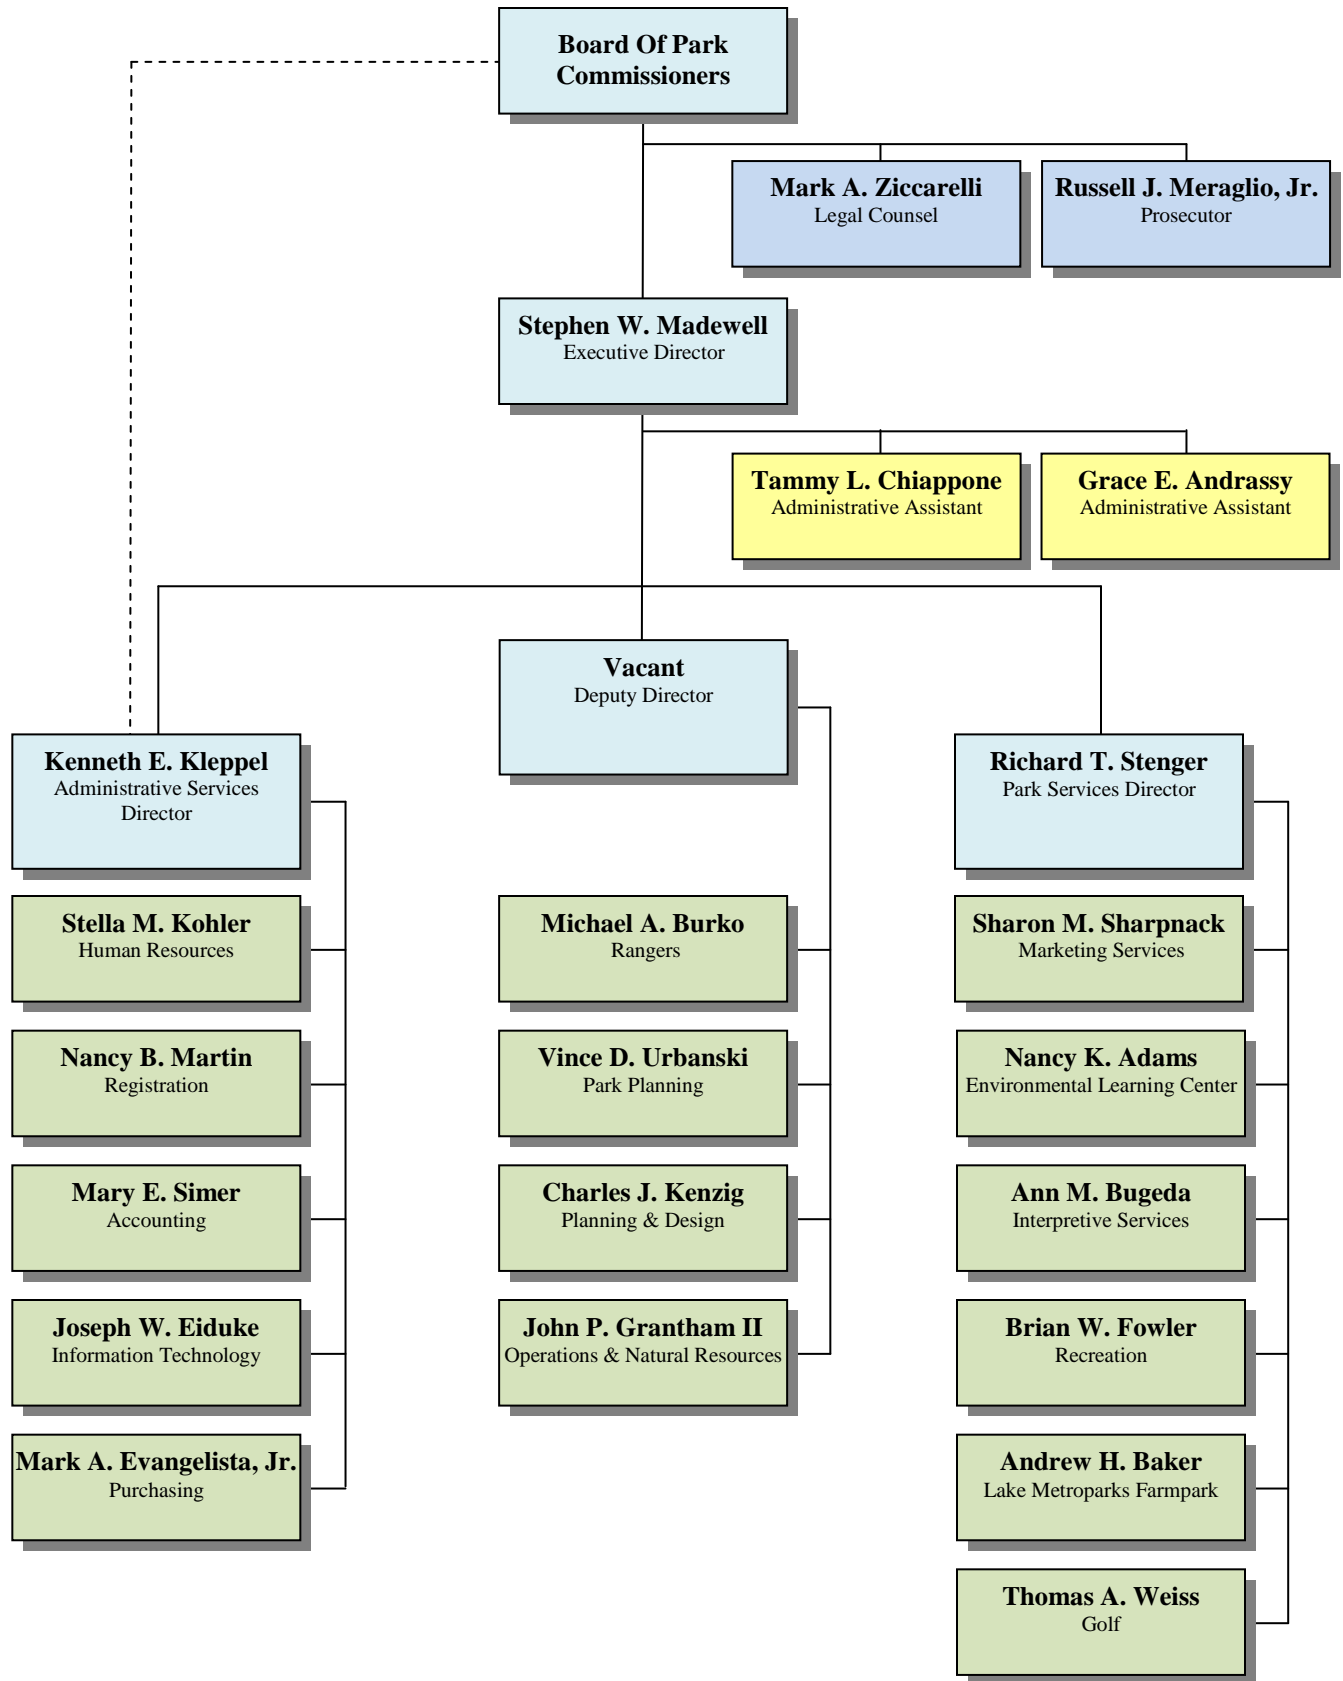 Board Of Park
Commissioners
Mark A. Ziccarelli
Legal Counsel
Russell J. Meraglio, Jr.
Prosecutor
Stephen W. Madewell
Executive Director
Tammy L. Chiappone
Administrative Assistant
Grace E. Andrassy
Administrative Assistant
Vacant
Deputy Director
Kenneth E. Kleppel
Administrative Services
Director
Richard T. Stenger
Park Services Director
Stella M. Kohler
Human Resources
Michael A. Burko
Rangers
Sharon M. Sharpnack
Marketing Services
Nancy B. Martin
Registration
Vince D. Urbanski
Park Planning
Nancy K. Adams
Environmental Learning Center
Mary E. Simer
Accounting
Charles J. Kenzig
Planning & Design
Ann M. Bugeda
Interpretive Services
Joseph W. Eiduke
Information Technology
John P. Grantham II
Operations & Natural Resources
Brian W. Fowler
Recreation
Mark A. Evangelista, Jr.
Purchasing
Andrew H. Baker
Lake Metroparks Farmpark
Thomas A. Weiss
Golf